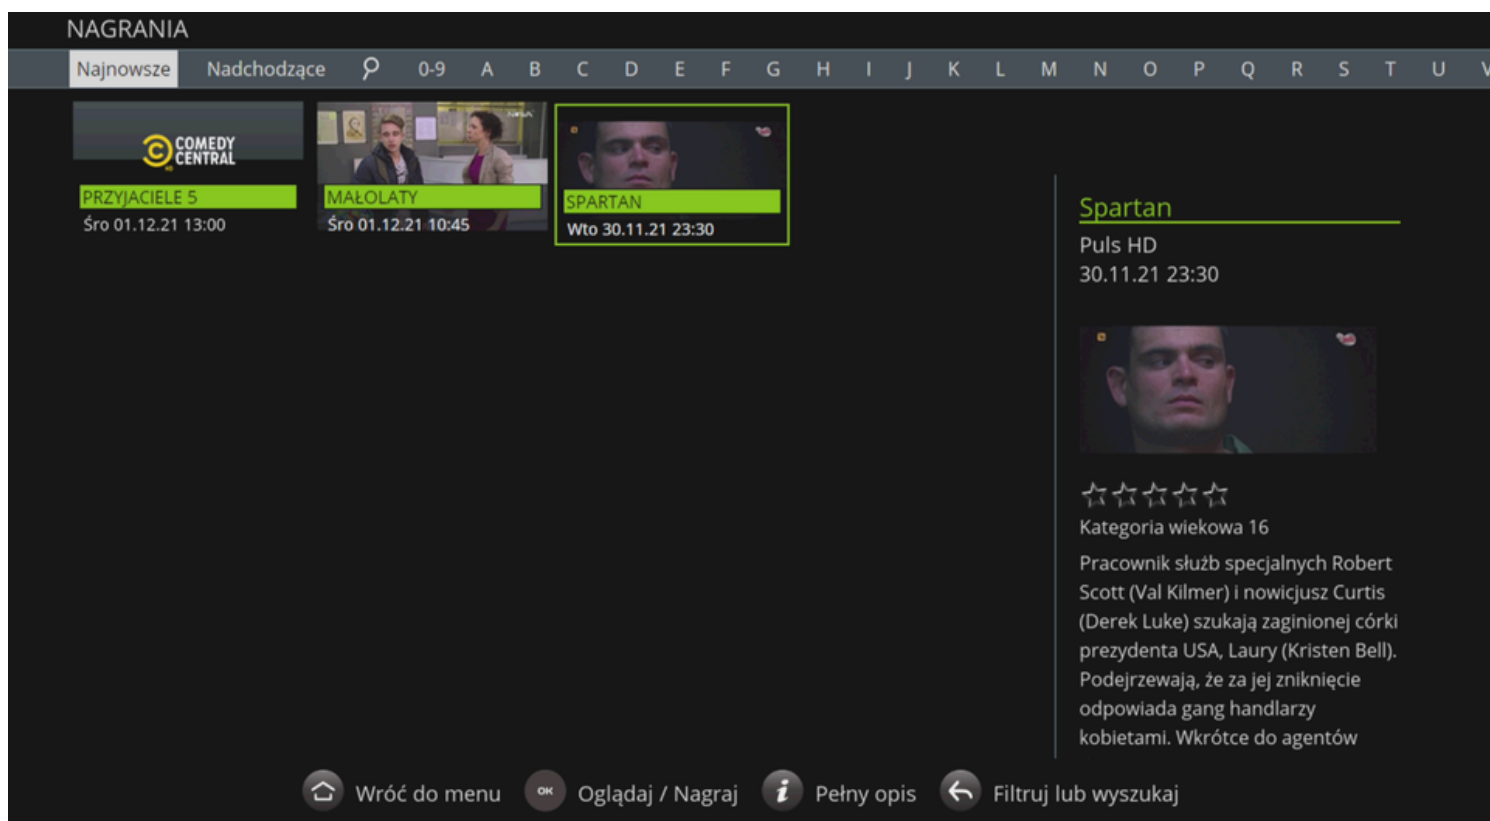 NAGRANIA
Najnowsze Nadchodzące 0-9 A B C D E F G H I J K L M N O P Q R S T U V
COMEDY
CENTRAL
HD
PRZYJACIELE 5
Śro 01.12.21 13:00
MAŁOLATY
Śro 01.12.21 10:45
SPARTAN
Wto 30.11.21 23:30
Spartan
Puls HD
30.11.21 23:30
Kategoria wiekowa 16
Pracownik służb specjalnych Robert
Scott (Val Kilmer) i nowicjusz Curtis
(Derek Luke) szukają zaginionej córki
prezydenta USA, Laury (Kristen Bell).
Podejrzewają, że za jej zniknięcie
odpowiada gang handlarzy
kobietami. Wkrótce do agentów
Wróć do menu OK Oglądaj / Nagraj i Pełny opis Filtruj lub wyszukaj